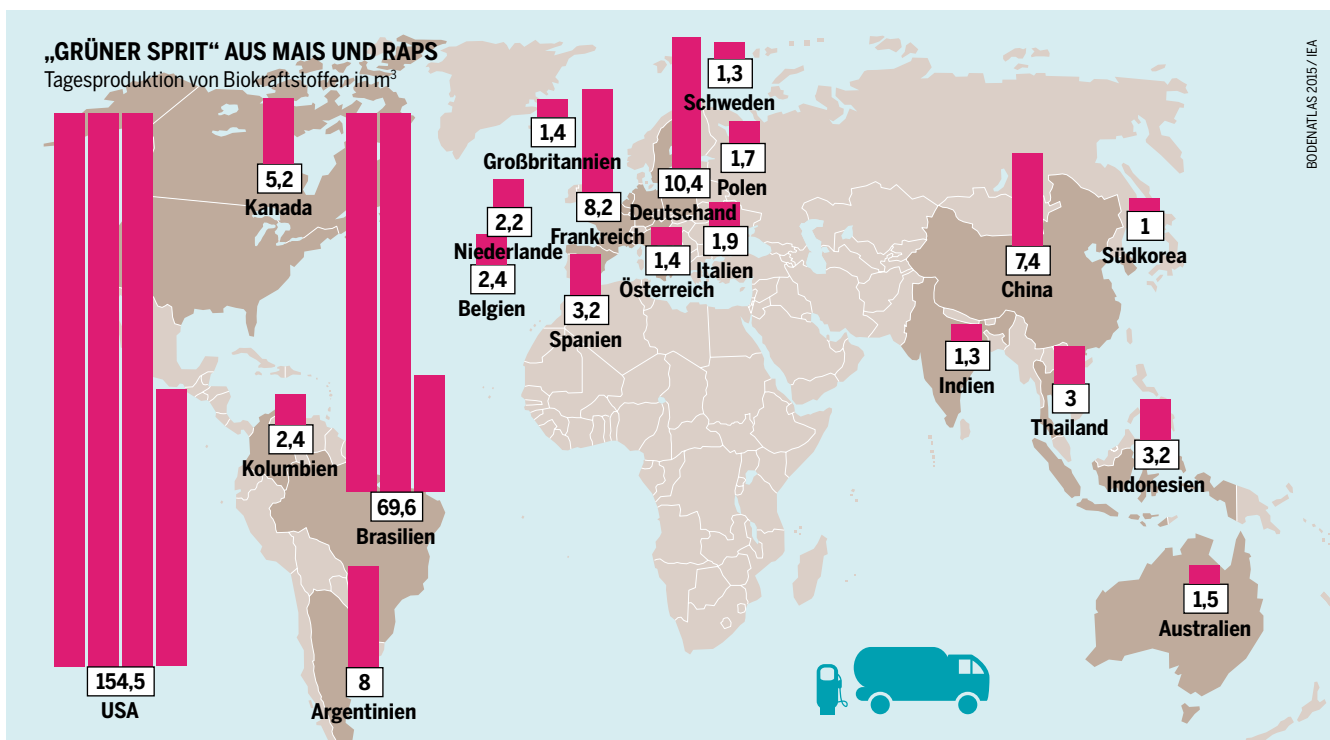 „GRÜNER SPRIT“ AUS MAIS UND RAPS
Tagesproduktion von Biokraftstoffen in m³
BODENATLAS 2015 / IEA
154,5
USA
5,2
Kanada
2,4
Kolumbien
69,6
Brasilien
8
Argentinien
1,4
Großbritannien
2,2
Niederlande
2,4
Belgien
8,2
Frankreich
3,2
Spanien
10,4
Deutschand
1,3
Schweden
1,7
Polen
1,4
Österreich
1,9
Italien
7,4
China
1
Südkorea
1,3
Indien
3
Thailand
3,2
Indonesien
1,5
Australien